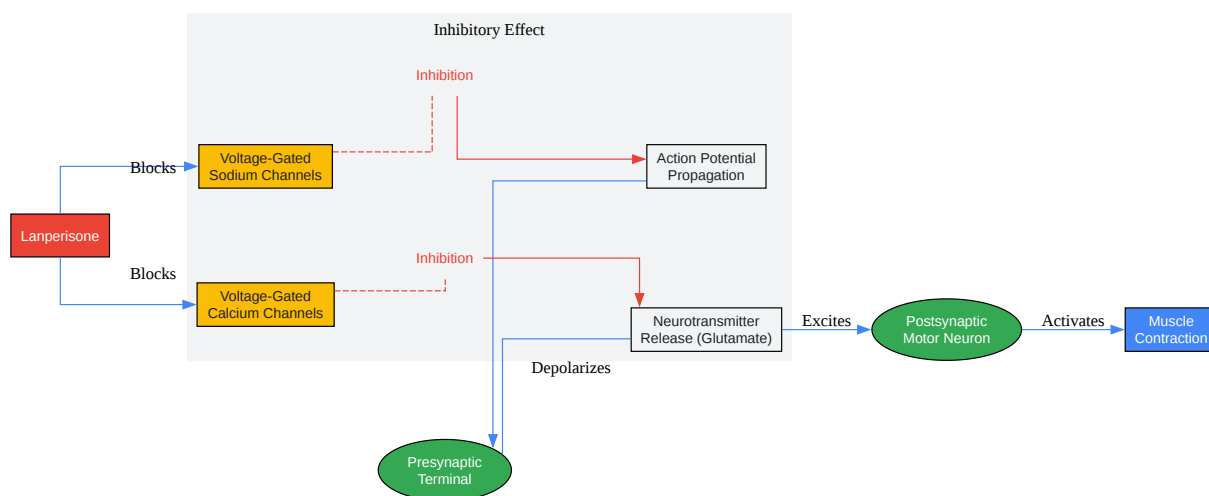 Inhibitory Effect
Inhibition
Blocks
Voltage-Gated
Sodium Channels
Action Potential
Propagation
Lanperisone
Inhibition
Blocks
Voltage-Gated
Calcium Channels
Neurotransmitter
Release (Glutamate)
Excites
Postsynaptic
Motor Neuron
Activates
Muscle
Contraction
Depolarizes
Presynaptic
Terminal